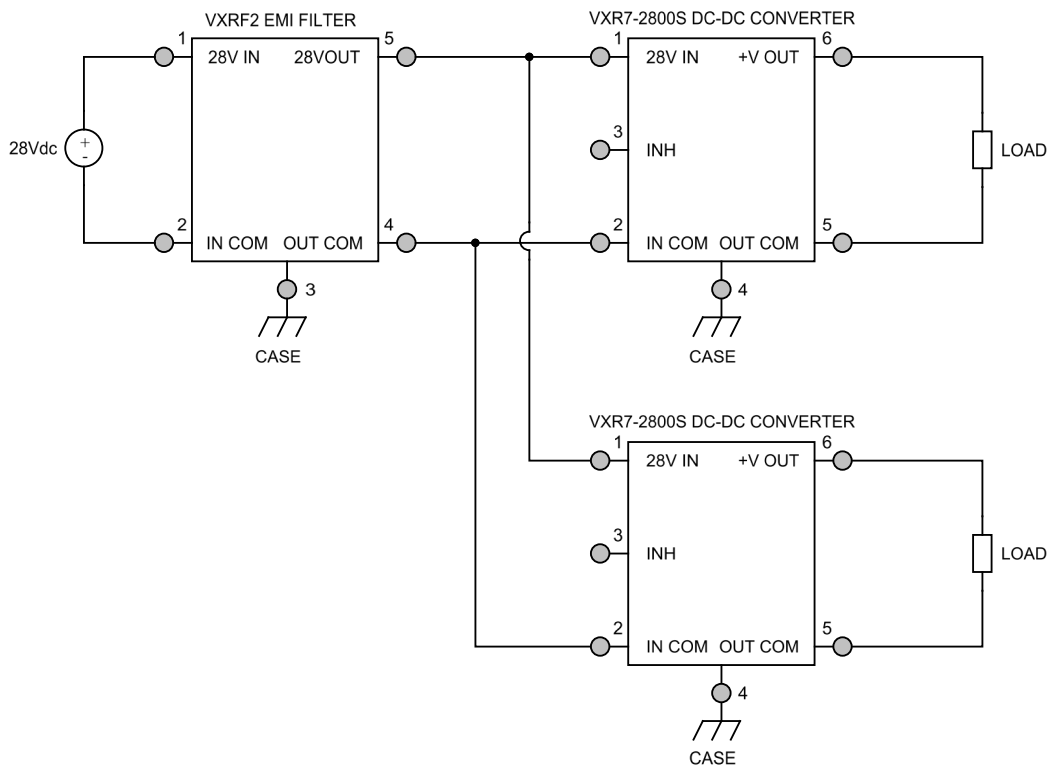 VXRF2 EMI FILTER
1
28V IN
28VOUT
5
28Vdc
+
-
2
IN COM
OUT COM
4
3
CASE
VXR7-2800S DC-DC CONVERTER
1
28V IN
+V OUT
6
3
INH
LOAD
2
IN COM
OUT COM
5
4
CASE
VXR7-2800S DC-DC CONVERTER
1
28V IN
+V OUT
6
3
INH
LOAD
2
IN COM
OUT COM
5
4
CASE